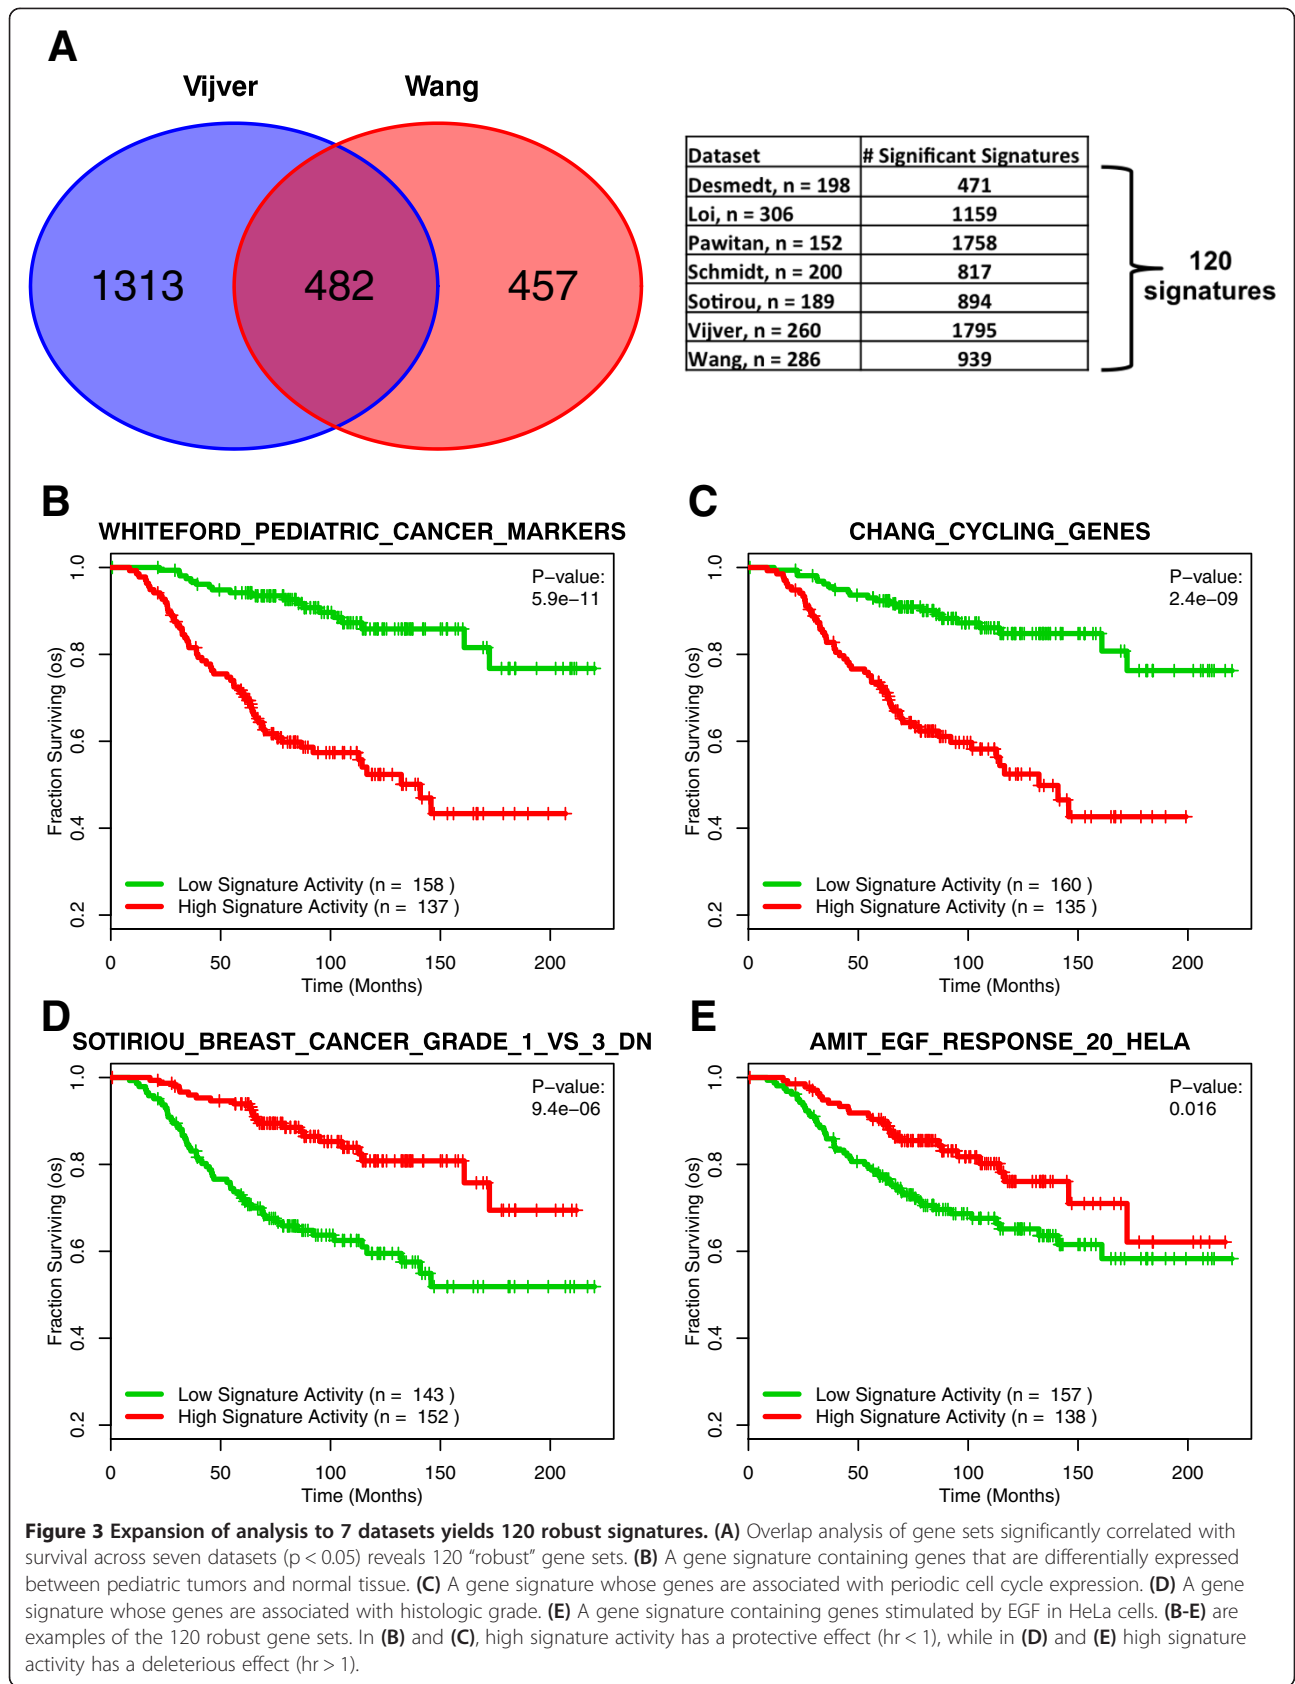 A
Vijver
Wang
1313
482
457
Dataset # Significant Signatures
Desmedt, n = 198 471
Loi, n = 306 1159
Pawitan, n = 152 1758
Schmidt, n = 200 817
Sotirou, n = 189 894
Vijver, n = 260 1795
Wang, n = 286 939
120
signatures
B
WHITEFORD_PEDIATRIC_CANCER_MARKERS
P-value:
5.9e-11
Fraction Surviving (os)
1.0
0.8
0.6
0.4
0.2
Low Signature Activity (n = 158 )
High Signature Activity (n = 137 )
0 50 100 150 200
Time (Months)
C
CHANG_CYCLING_GENES
P-value:
2.4e-09
Fraction Surviving (os)
1.0
0.8
0.6
0.4
0.2
Low Signature Activity (n = 160 )
High Signature Activity (n = 135 )
0 50 100 150 200
Time (Months)
D
SOTIRIOU_BREAST_CANCER_GRADE_1_VS_3_DN
P-value:
9.4e-06
Fraction Surviving (os)
1.0
0.8
0.6
0.4
0.2
Low Signature Activity (n = 143 )
High Signature Activity (n = 152 )
0 50 100 150 200
Time (Months)
E
AMIT_EGF_RESPONSE_20_HELA
P-value:
0.016
Fraction Surviving (os)
1.0
0.8
0.6
0.4
0.2
Low Signature Activity (n = 157 )
High Signature Activity (n = 138 )
0 50 100 150 200
Time (Months)
Figure 3 Expansion of analysis to 7 datasets yields 120 robust signatures. (A) Overlap analysis of gene sets significantly correlated with
survival across seven datasets (p < 0.05) reveals 120 "robust" gene sets. (B) A gene signature containing genes that are differentially expressed
between pediatric tumors and normal tissue. (C) A gene signature whose genes are associated with periodic cell cycle expression. (D) A gene
signature whose genes are associated with histologic grade. (E) A gene signature containing genes stimulated by EGF in HeLa cells. (B-E) are
examples of the 120 robust gene sets. In (B) and (C), high signature activity has a protective effect (hr < 1), while in (D) and (E) high signature
activity has a deleterious effect (hr > 1).